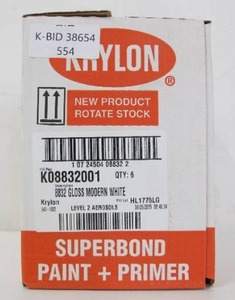 K-BID 38654
554
KRYLON
®
NEW PRODUCT
ROTATE STOCK
1 07 24504 08832 2
K08832001 QTY: 6
8832 GLOSS MODERN WHITE
Krylon HL1775LG
LEVEL 2 AEROSOLS
SUPERBOND
PAINT + PRIMER